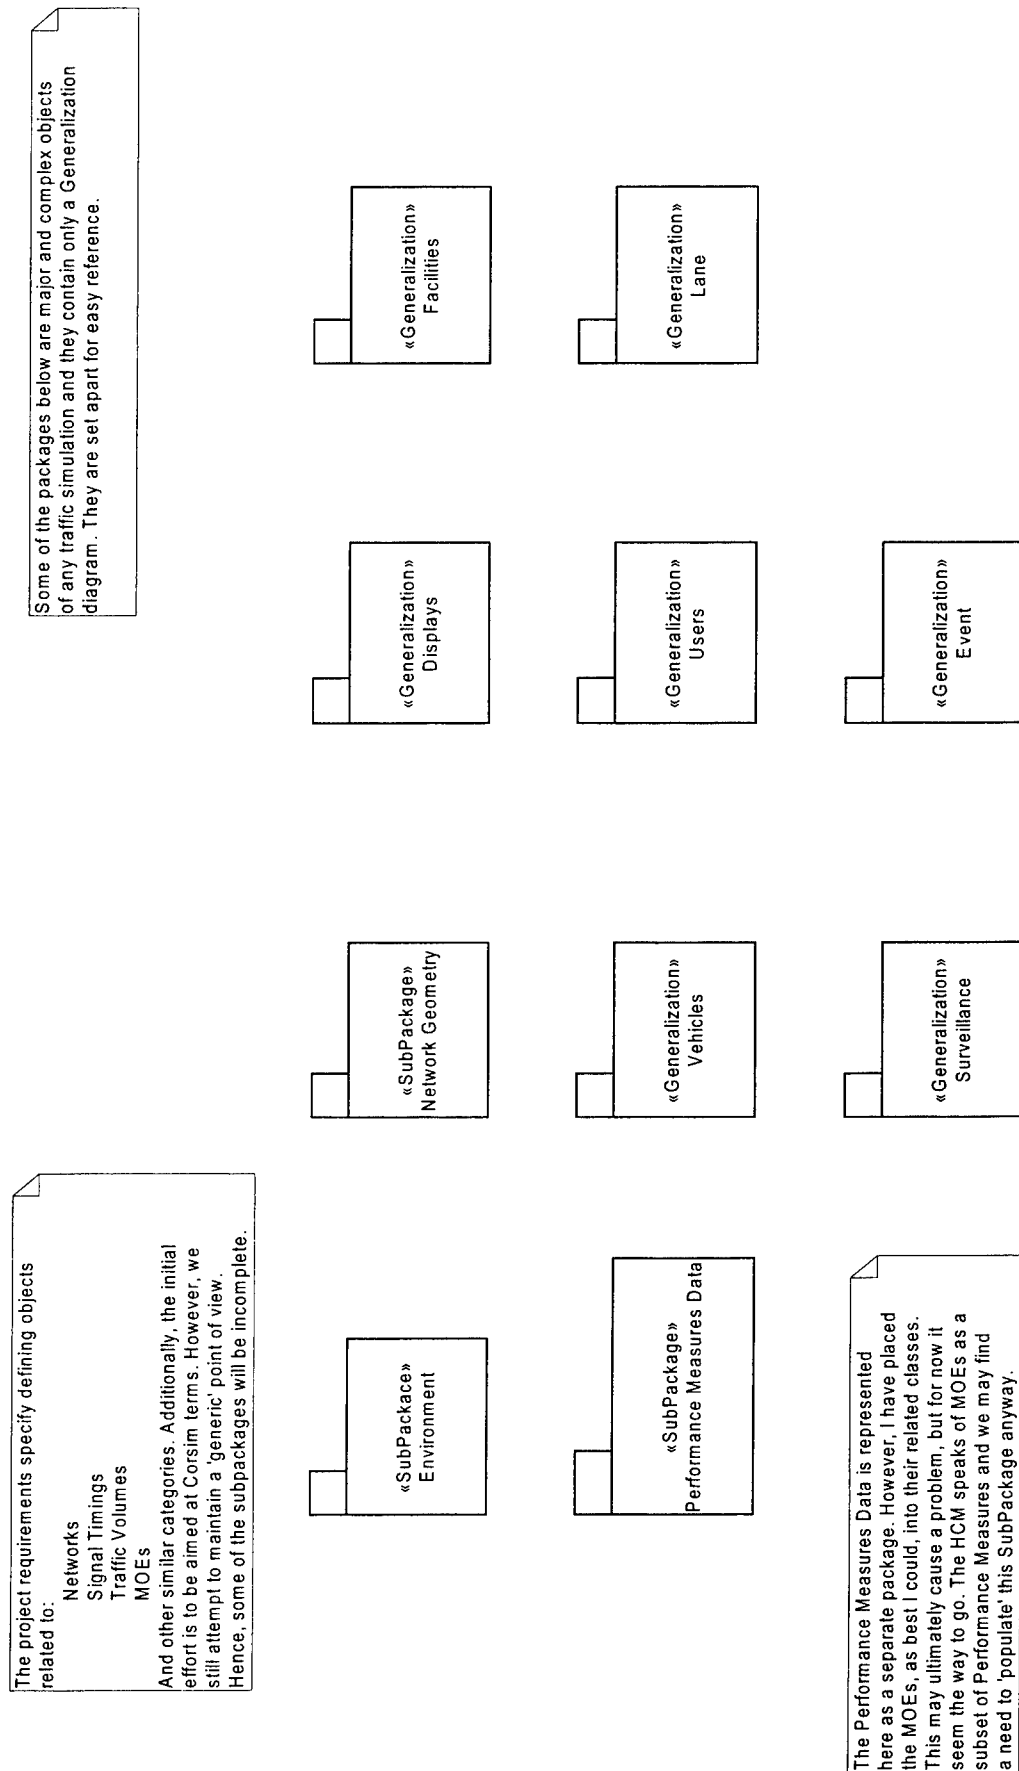 The project requirements specify defining objects
related to:
Networks
Signal Timings
Traffic Volumes
MOEs
And other similar categories. Additionally, the initial
effort is to be aimed at Corsim terms. However, we
still attempt to maintain a 'generic' point of view.
Hence, some of the subpackages will be incomplete.
Some of the packages below are major and complex objects
of any traffic simulation and they contain only a Generalization
diagram. They are set apart for easy reference.
«SubPackace»
Environment
«SubPackage»
Network Geometry
«Generalization»
Displays
«Generalization»
Facilities
«SubPackage»
Performance Measures Data
«Generalization»
Vehicles
«Generalization»
Users
«Generalization»
Lane
The Performance Measures Data is represented
here as a separate package. However, I have placed
the MOEs, as best I could, into their related classes.
This may ultimately cause a problem, but for now it
seem the way to go. The HCM speaks of MOEs as a
subset of Performance Measures and we may find
a need to 'populate' this SubPackage anyway.
«Generalization»
Surveillance
«Generalization»
Event